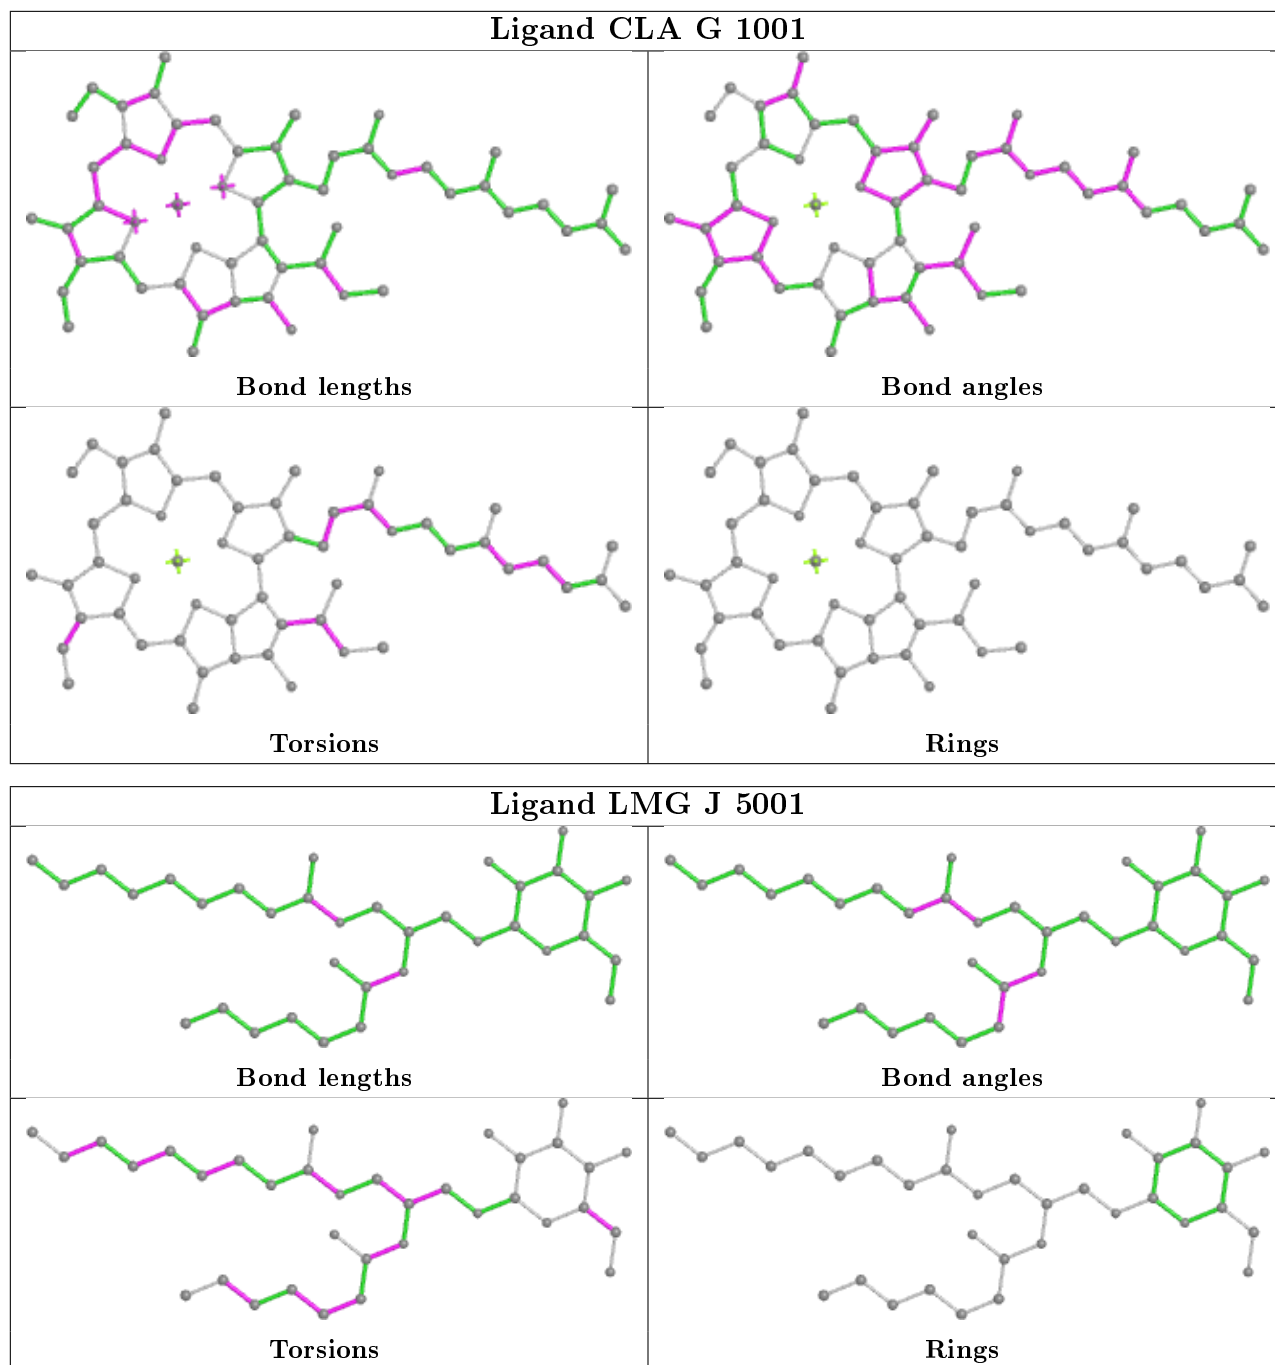 Ligand CLA G 1001
Bond lengths
Bond angles
Torsions
Rings
Ligand LMG J 5001
Bond lengths
Bond angles
Torsions
Rings